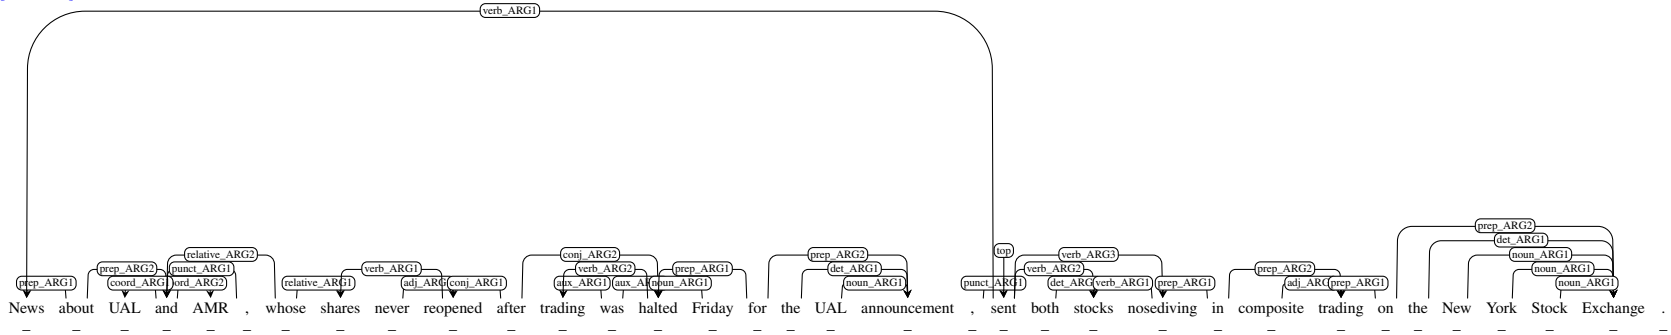 verb_ARG1
prep_ARG2
det_ARG1
relative_ARG2 conj_ARG2 prep_ARG2 top verb_ARG3 noun_ARG1
prep_ARG2 punct_ARG1 verb_ARG1 verb_ARG2 prep_ARG1 det_ARG1 verb_ARG2 prep_ARG2 noun_ARG1
prep_ARG1 coord_ARG1 relative_ARG1 conj_ARG1 aux_ARG1 noun_ARG1 noun_ARG1 punct_ARG1 verb_ARG1 prep_ARG1 prep_ARG1 noun_ARG1
News about UAL and AMR , whose shares never reopened after trading was halted Friday for the UAL announcement , sent both stocks nosediving in composite trading on the New York Stock Exchange .